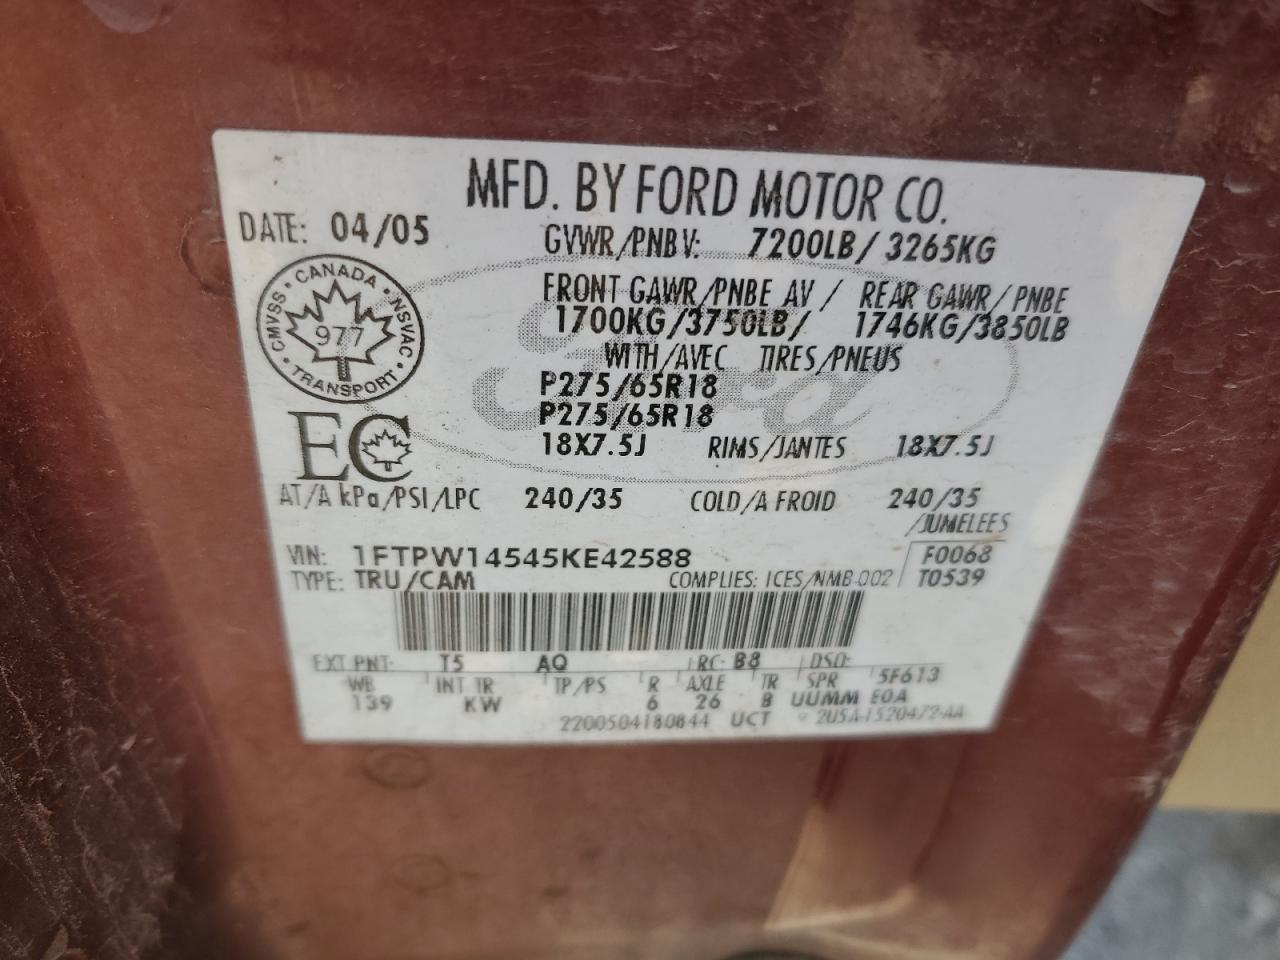 MFD. BY FORD MOTOR CO.
DATE: 04/05
GVWR/PNBV: 7200LB/ 3265KG
CMVSS · CANADA · NSVAC · TRANSPORT ·
977
FRONT GAWR/PNBE AV / REAR GAWR/PNBE
1700KG/3750LB/ 1746KG/3850LB
WITH/AVEC TIRES/PNEUS
Ford
P275/65R18
P275/65R18
EC
18X7.5J RIMS/JANTES 18X7.5J
AT/A kPa/PSI/LPC 240/35 COLD/A FROID 240/35
/JUMELEES
VIN: 1FTPW14545KE42588 F0068
TYPE: TRU/CAM COMPLIES: ICES/NMB-002 T0539
EXT PNT: T5 AQ RC: B8 DSO:
WB INT TR TP/PS R AXLE TR SPR 5F613
139 KW 6 26 B UUMM EOA
2200504180844 UCT 2U5A-1520472-AA